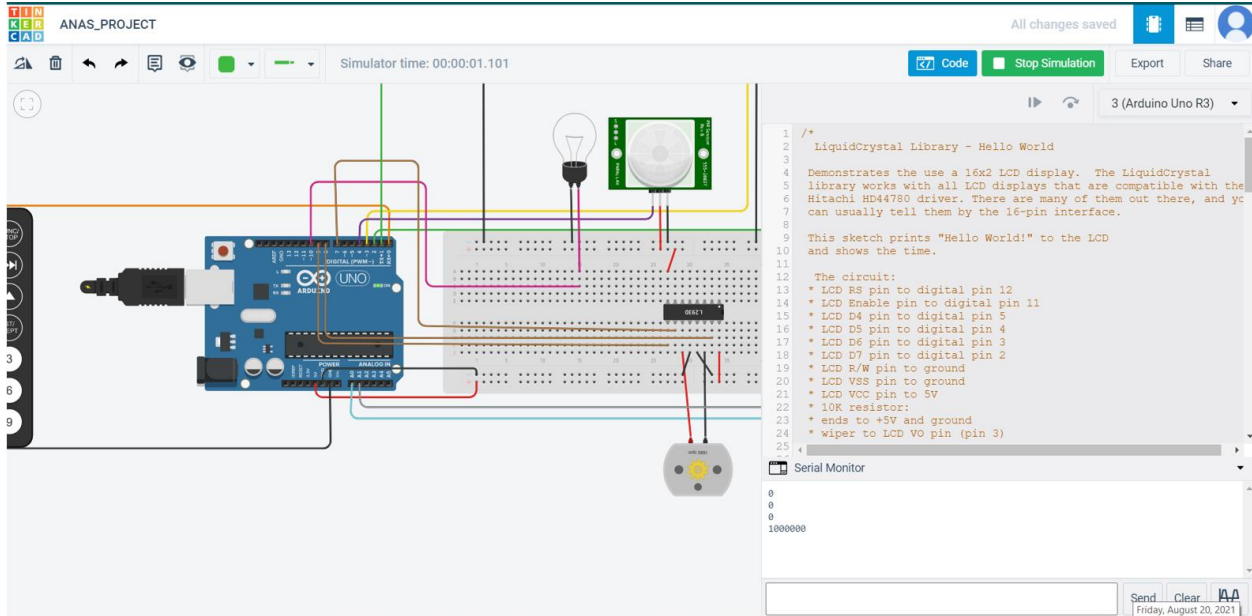 TIN
KER
CAD
ANAS_PROJECT
All changes saved
Simulator time: 00:00:01.101
Code
Stop Simulation
Export
Share
3 (Arduino Uno R3)
1 /*
2 LiquidCrystal Library - Hello World
3
4 Demonstrates the use a 16x2 LCD display. The LiquidCrystal
5 library works with all LCD displays that are compatible with the
6 Hitachi HD44780 driver. There are many of them out there, and yo
7 can usually tell them by the 16-pin interface.
8
9 This sketch prints "Hello World!" to the LCD
10 and shows the time.
11
12 The circuit:
13 * LCD RS pin to digital pin 12
14 * LCD Enable pin to digital pin 11
15 * LCD D4 pin to digital pin 5
16 * LCD D5 pin to digital pin 4
17 * LCD D6 pin to digital pin 3
18 * LCD D7 pin to digital pin 2
19 * LCD R/W pin to ground
20 * LCD VSS pin to ground
21 * LCD VCC pin to 5V
22 * 10K resistor:
23 * ends to +5V and ground
24 * wiper to LCD VO pin (pin 3)
25
Serial Monitor
0
0
0
1000000
Send
Clear
Friday, August 20, 2021
DIGITAL (PWM~)
UNO
ARDUINO
POWER
ANALOG IN
L293D
3
6
9